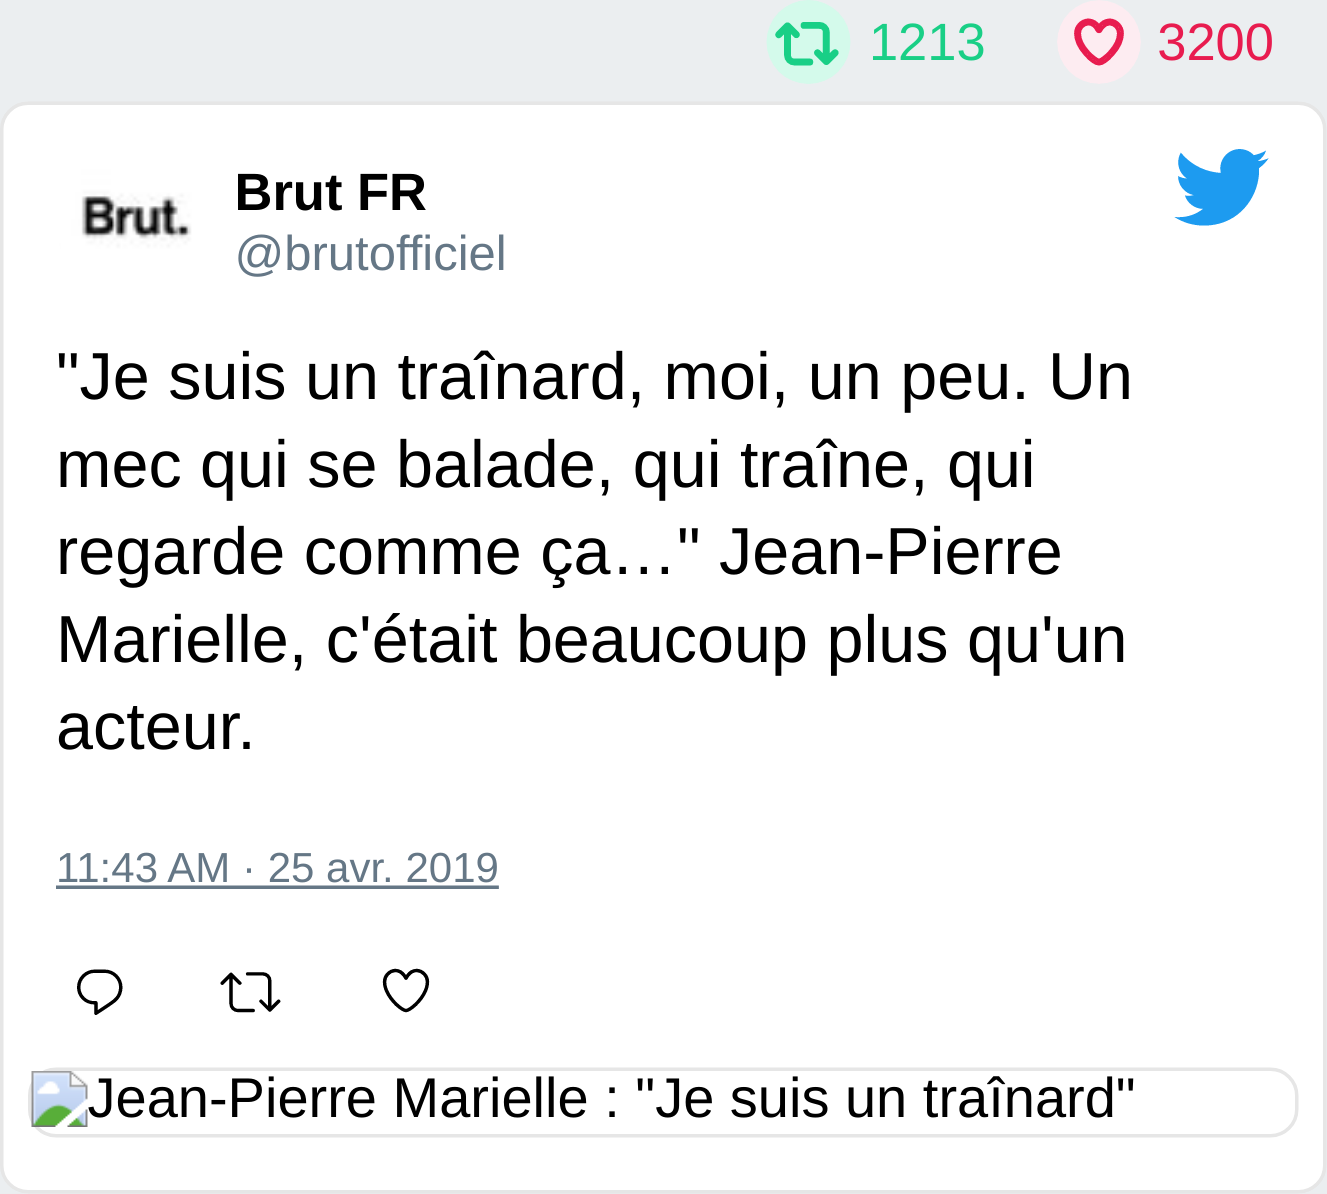 1213 3200
Brut.
Brut FR
@brutofficiel
"Je suis un traînard, moi, un peu. Un
mec qui se balade, qui traîne, qui
regarde comme ça…" Jean-Pierre
Marielle, c'était beaucoup plus qu'un
acteur.
11:43 AM · 25 avr. 2019
Jean-Pierre Marielle : "Je suis un traînard"